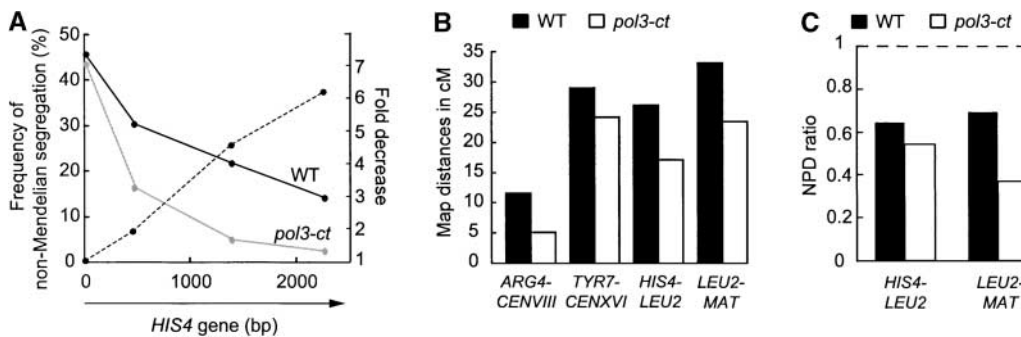 A
Frequency of
non-Mendelian segregation (%)
50
40
30
20
10
0
0
1000
2000
HIS4 gene (bp)
WT
pol3-ct
7
6
5
4
3
2
1
Fold decrease
B
WT
pol3-ct
Map distances in cM
35
30
25
20
15
10
5
0
ARG4-
CENVIII
TYR7-
CENXVI
HIS4-
LEU2
LEU2-
MAT
C
WT
pol3-ct
NPD ratio
1
0.8
0.6
0.4
0.2
0
HIS4-
LEU2
LEU2-
MAT